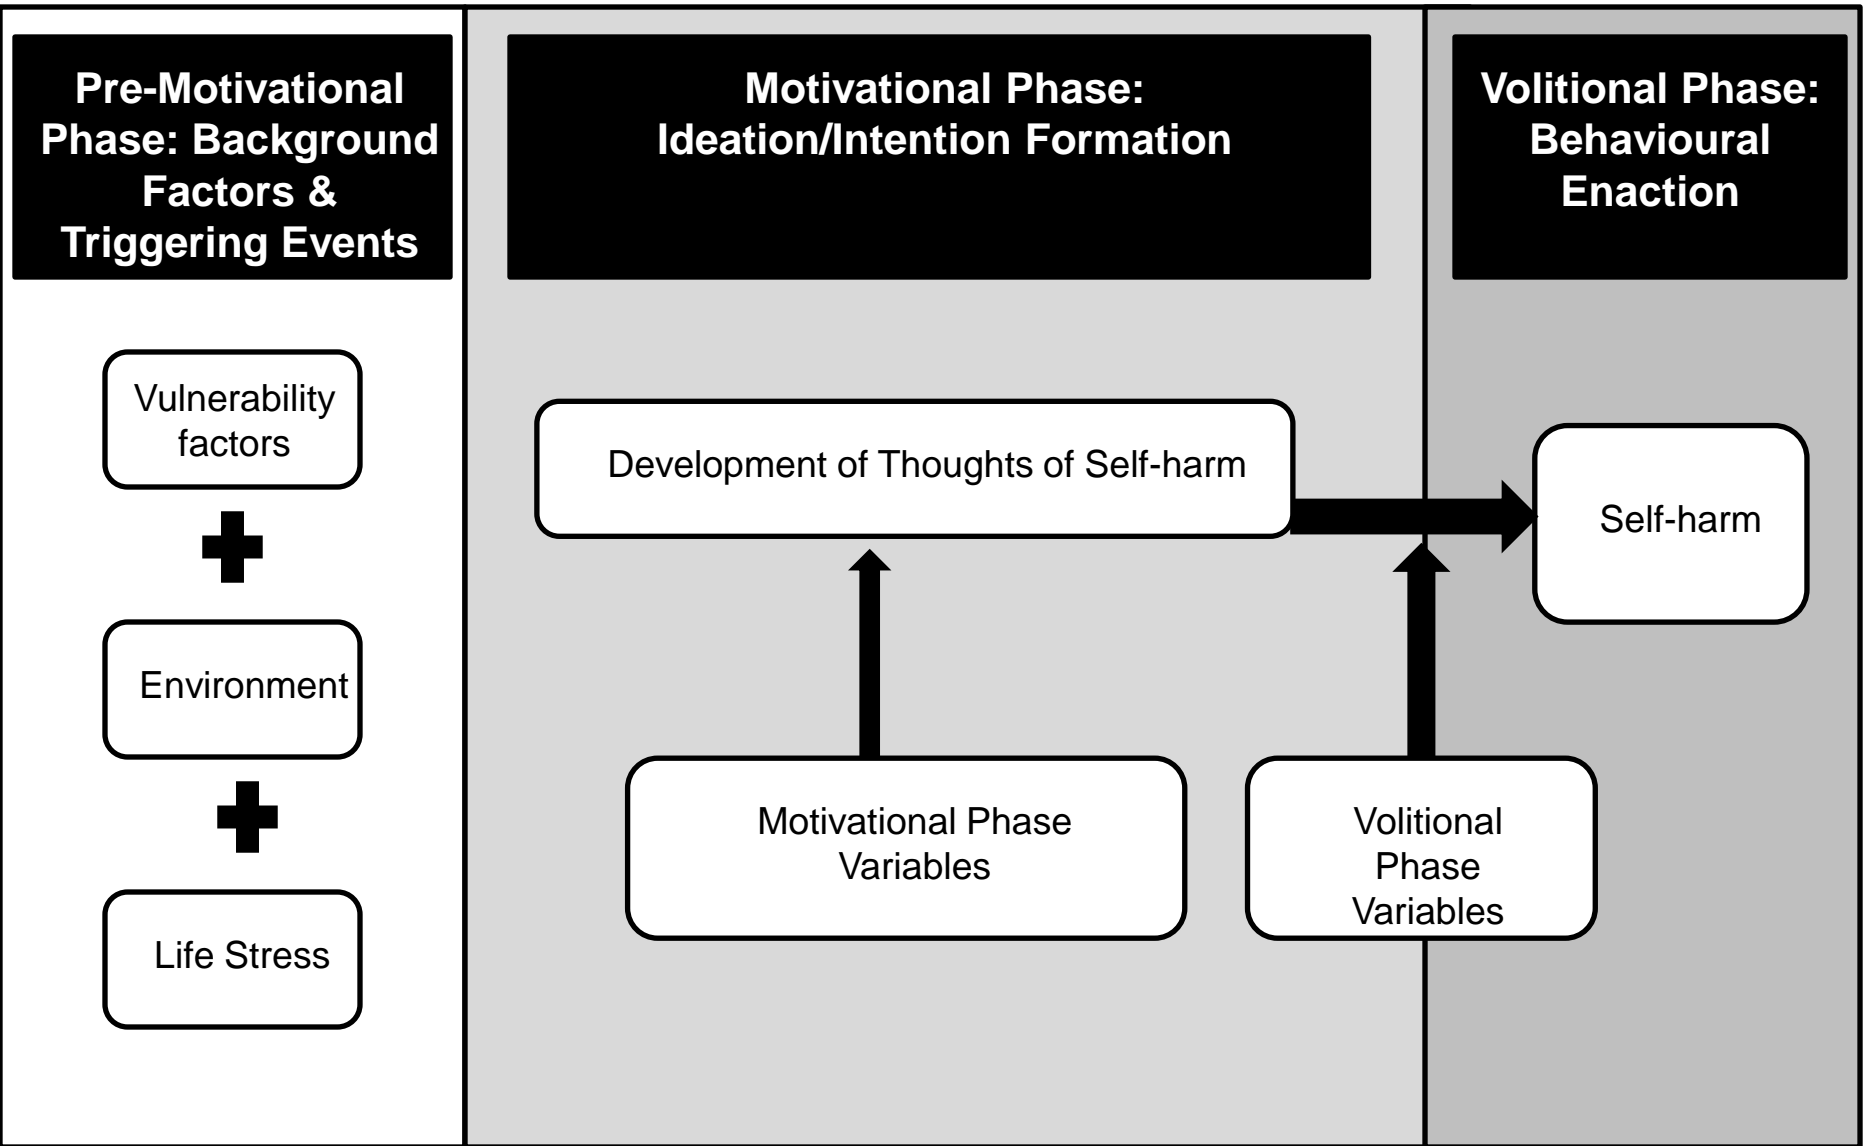 Pre-Motivational
Phase: Background
Factors &
Triggering Events
Motivational Phase:
Ideation/Intention Formation
Volitional Phase:
Behavioural
Enaction
Vulnerability
factors
Environment
Life Stress
Development of Thoughts of Self-harm
Motivational Phase
Variables
Volitional
Phase
Variables
Self-harm